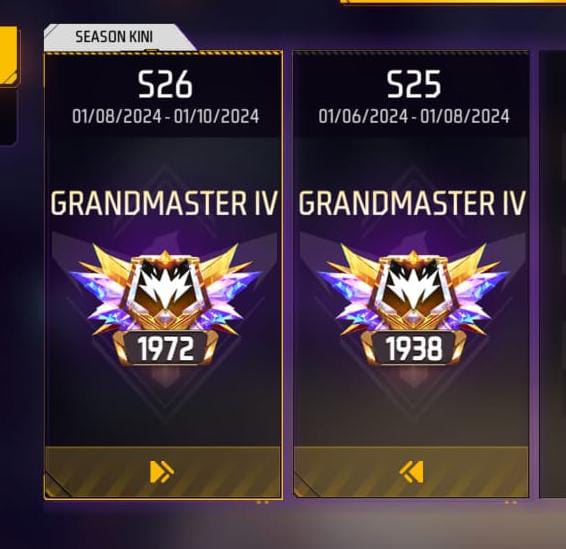 SEASON KINI
S26
01/08/2024 - 01/10/2024
GRANDMASTER IV
1972
S25
01/06/2024 - 01/08/2024
GRANDMASTER IV
1938